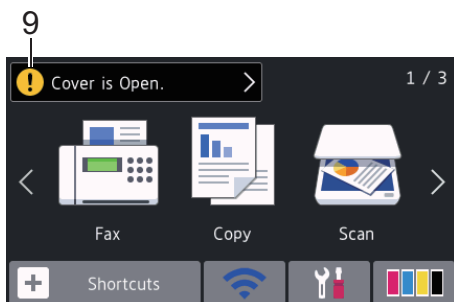 9
Cover is Open.
1 / 3
Fax
Copy
Scan
Shortcuts